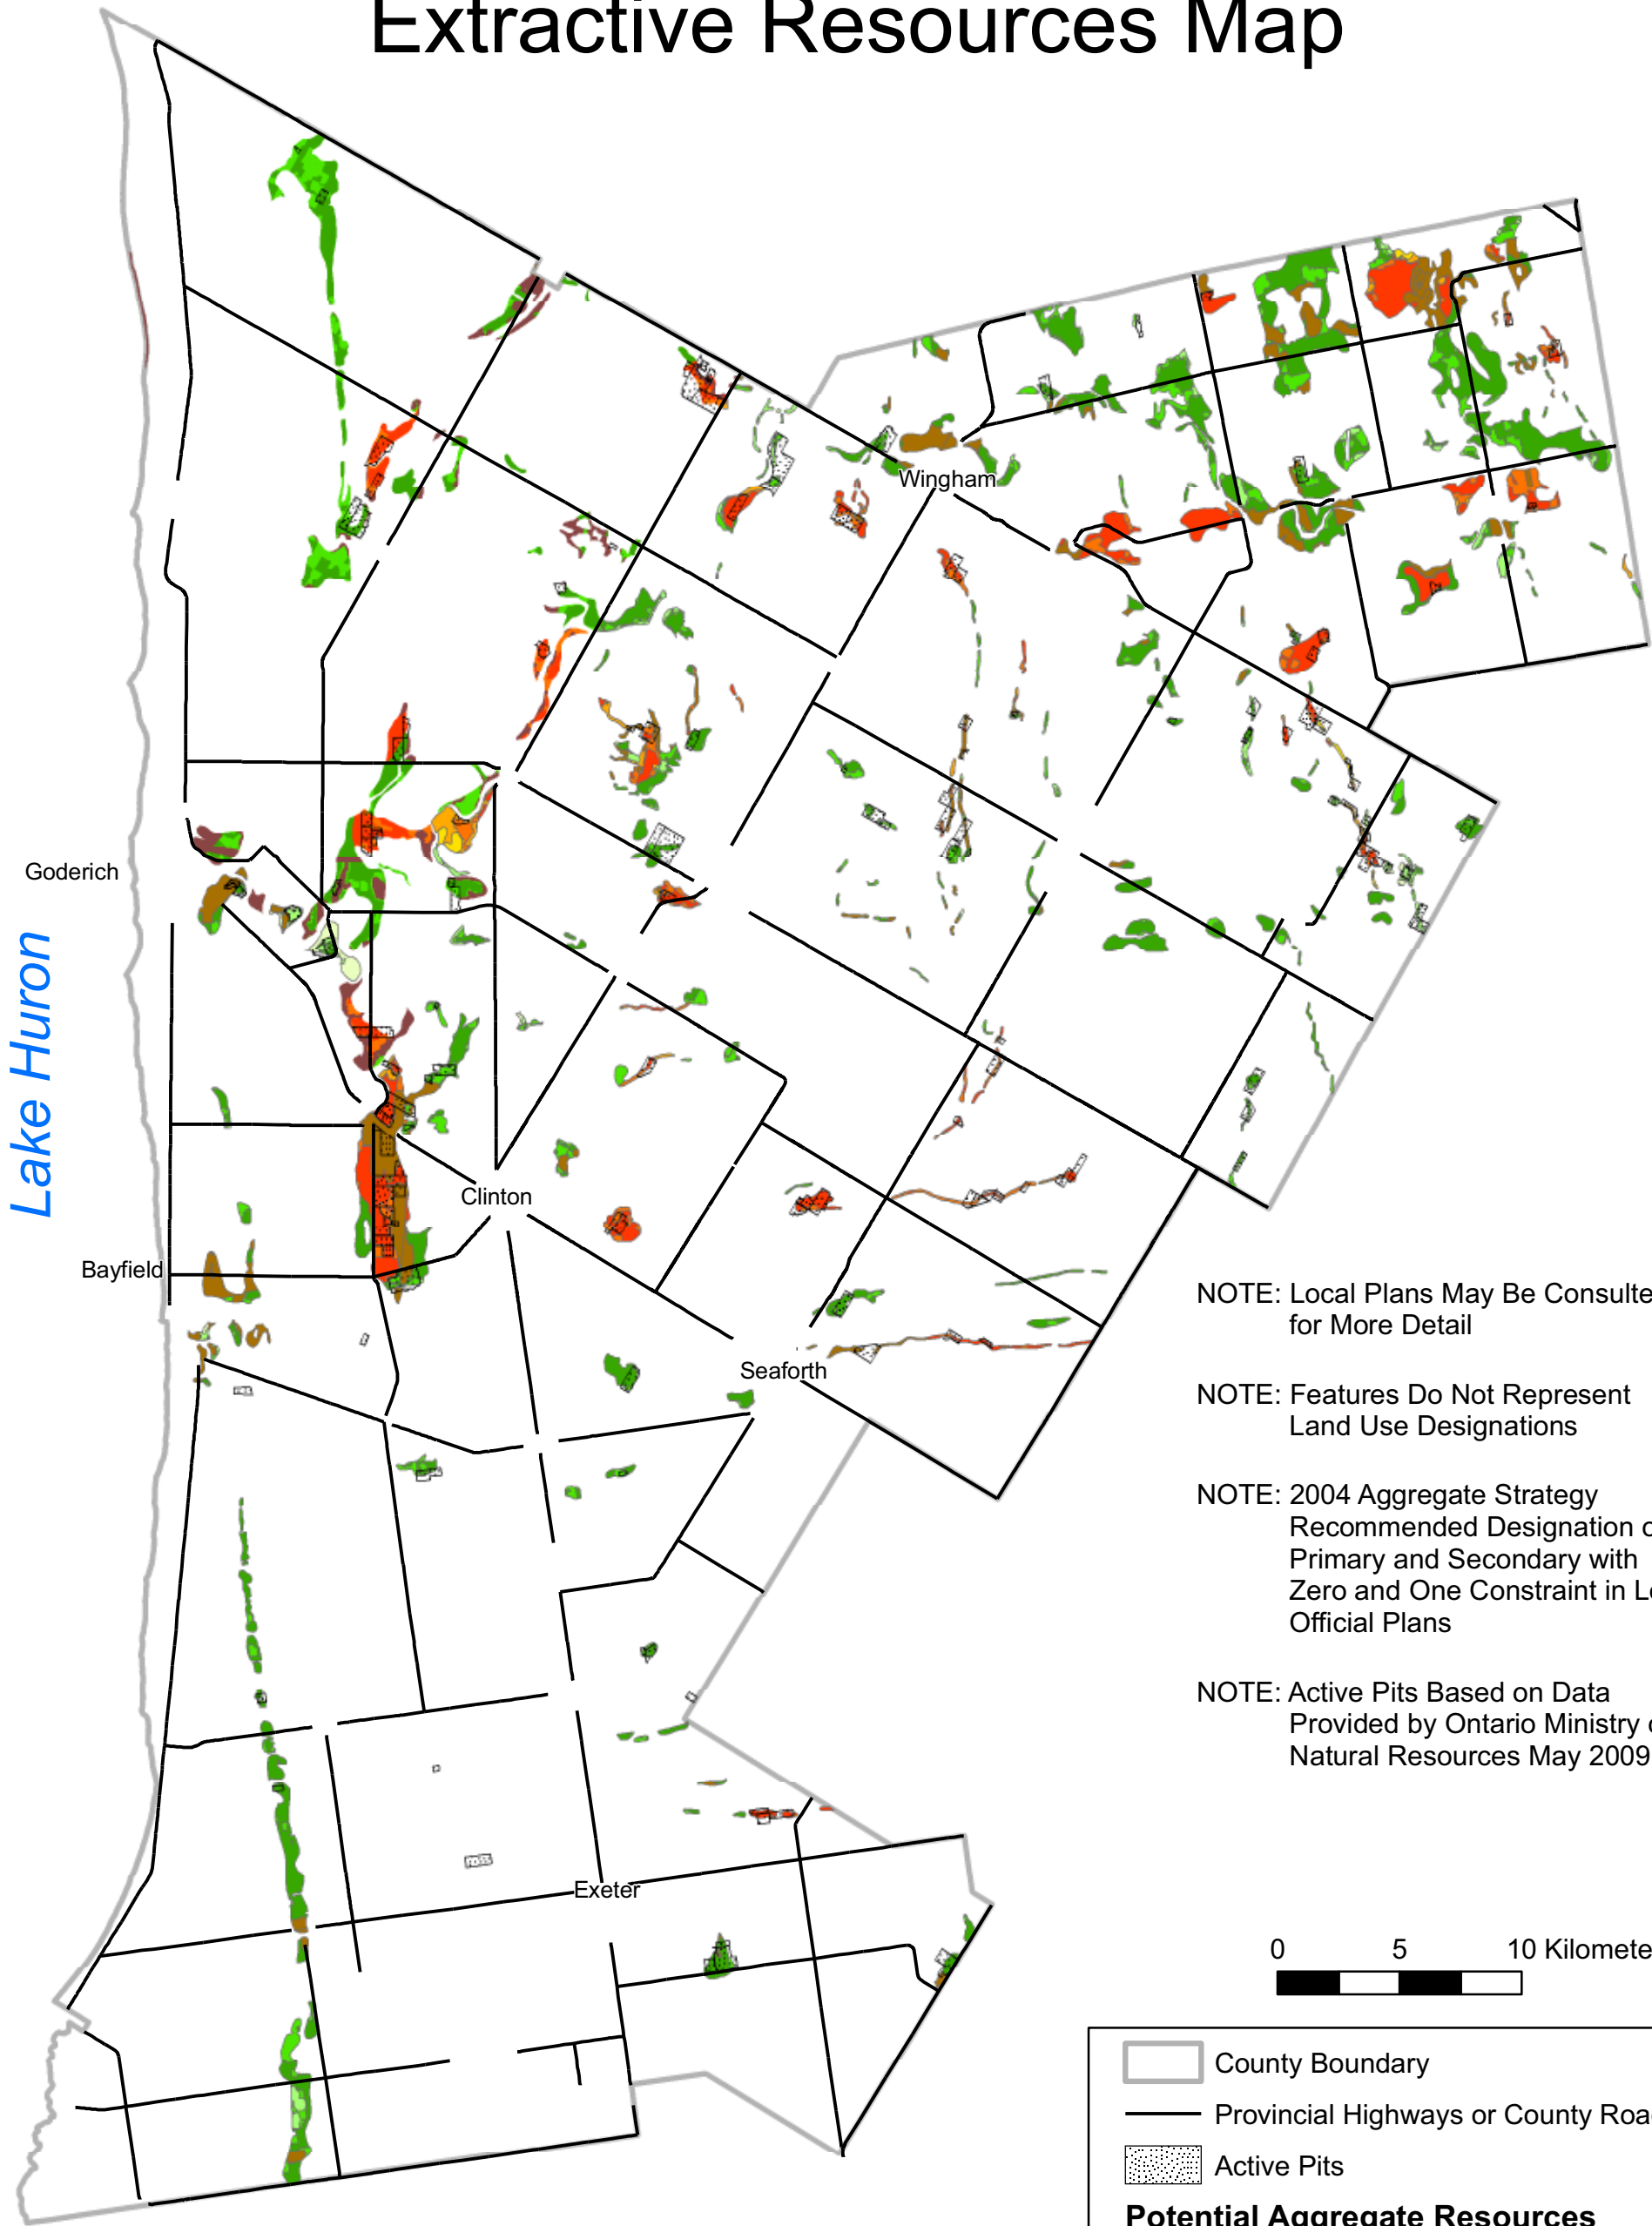 Extractive Resources Map
Wingham
Goderich
Lake Huron
Clinton
Bayfield
Seaforth
Exeter
NOTE: Local Plans May Be Consulte
for More Detail
NOTE: Features Do Not Represent
Land Use Designations
NOTE: 2004 Aggregate Strategy
Recommended Designation o
Primary and Secondary with
Zero and One Constraint in Lo
Official Plans
NOTE: Active Pits Based on Data
Provided by Ontario Ministry o
Natural Resources May 2009
0 5 10 Kilomete
County Boundary
Provincial Highways or County Roa
Active Pits
Potential Aggregate Resources